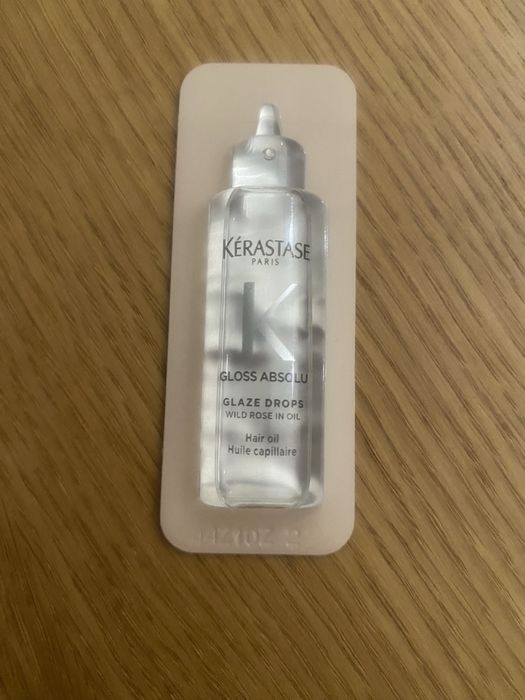 KÉRASTASE
PARIS
K
GLOSS ABSOLU
GLAZE DROPS
WILD ROSE IN OIL
Hair oil
Huile capillaire